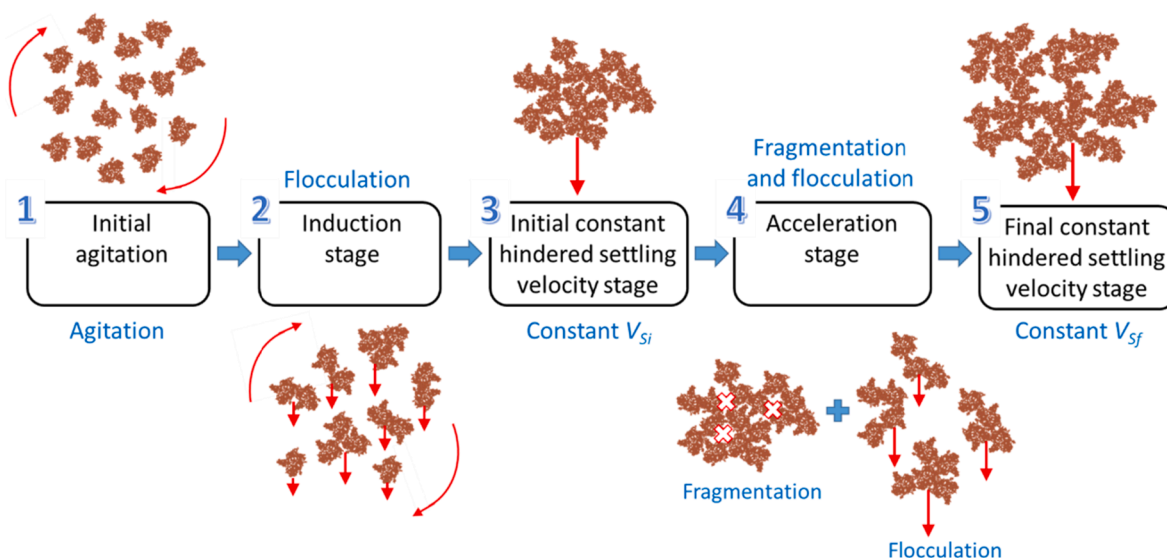 Flocculation
Fragmentation
and flocculation
1
Initial
agitation
2
Induction
stage
3
Initial constant
hindered settling
velocity stage
4
Acceleration
stage
5
Final constant
hindered settling
velocity stage
Agitation
Constant V_Si
Constant V_Sf
Fragmentation
Flocculation